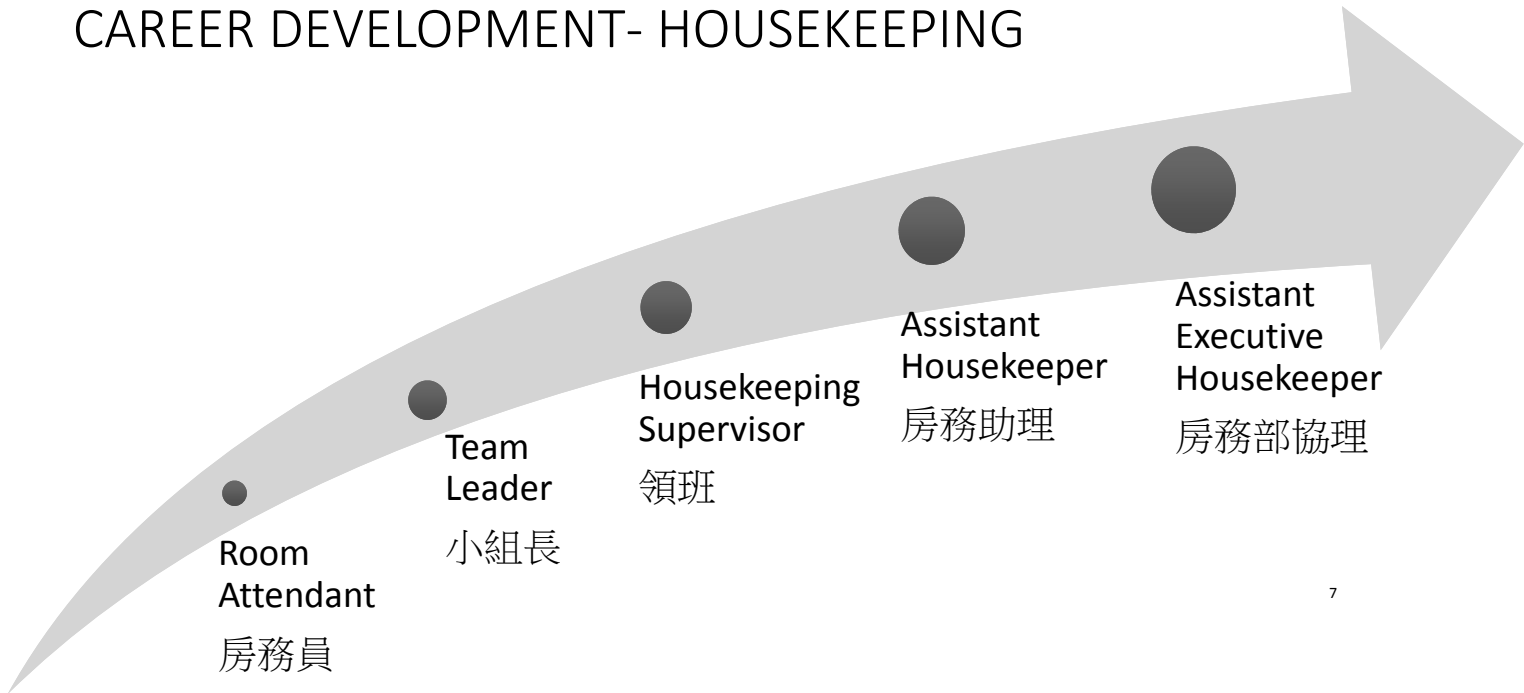 CAREER DEVELOPMENT- HOUSEKEEPING
Room
Attendant
房務員
Team
Leader
小組長
Housekeeping
Supervisor
領班
Assistant
Housekeeper
房務助理
Assistant
Executive
Housekeeper
房務部協理
7